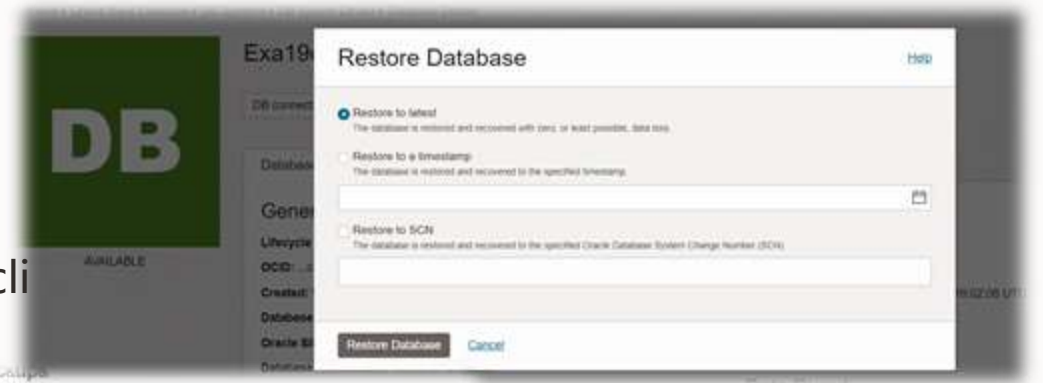 Exa19
Restore Database
Help
DB connect
DB
Restore to latest
The database is restored and recovered with zero, or least possible, data loss.
Restore to a timestamp
The database is restored and recovered to the specified timestamp.
Restore to SCN
The database is restored and recovered to the specified Oracle Database System Change Number (SCN)
Database
Gener
Lifecycle
OCID:
Created:
Database
Oracle
Database
AVAILABLE
cli
UTC
Restore Database
Cancel